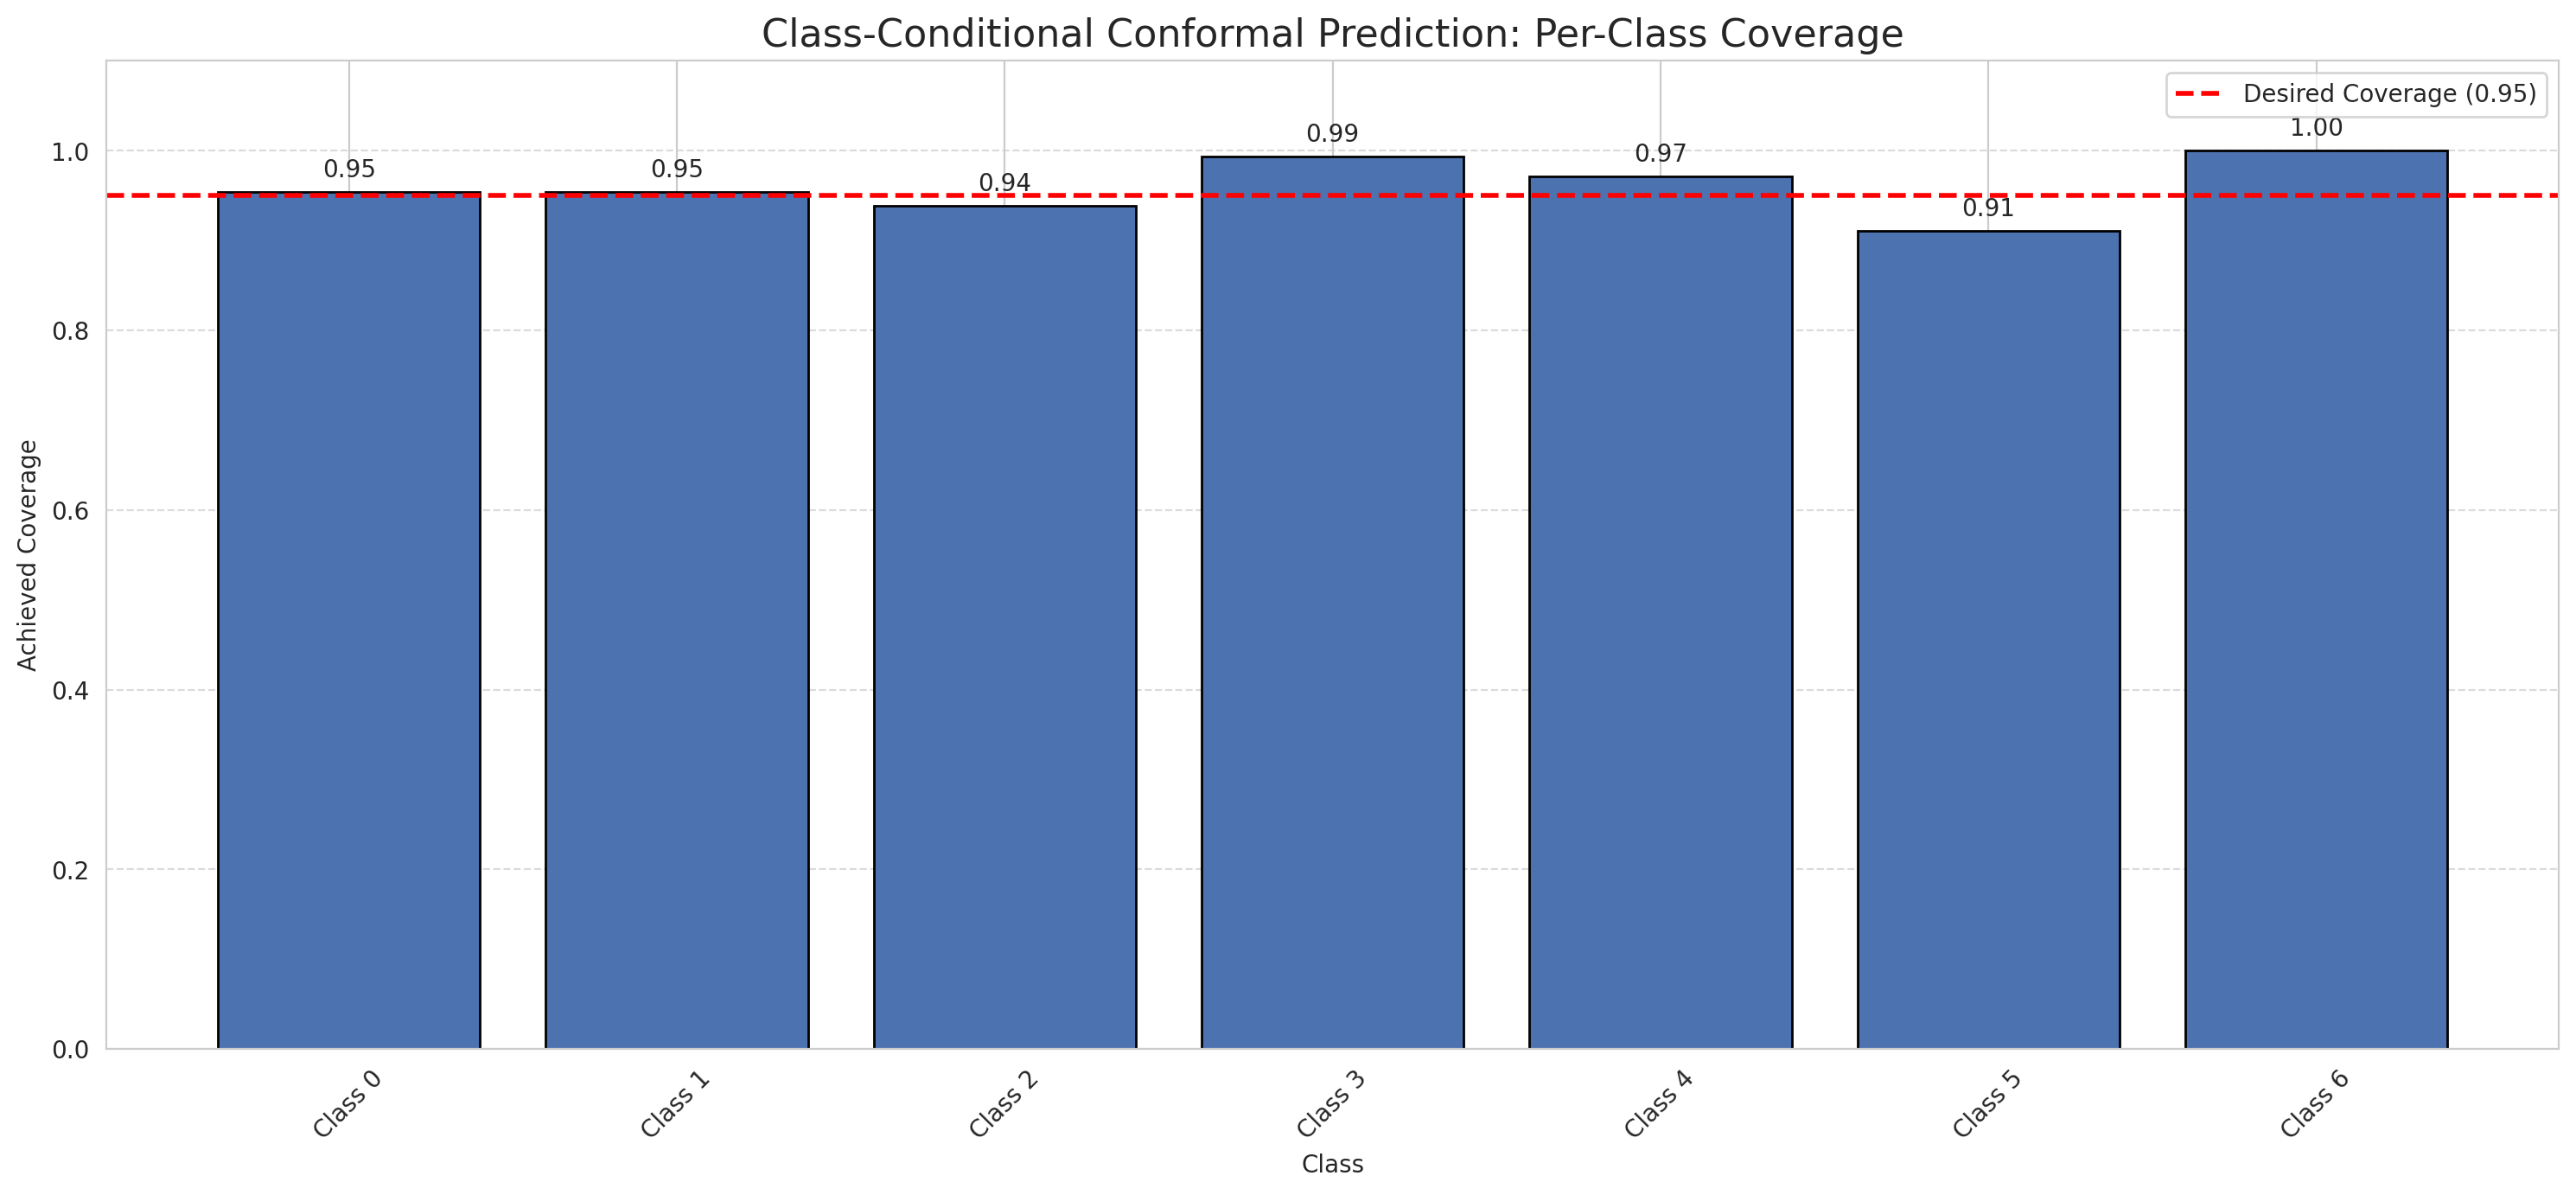 Class-Conditional Conformal Prediction: Per-Class Coverage
Desired Coverage (0.95)
0.95
0.95
0.94
0.99
0.97
0.91
1.00
Achieved Coverage
1.0
0.8
0.6
0.4
0.2
0.0
Class 0
Class 1
Class 2
Class 3
Class 4
Class 5
Class 6
Class